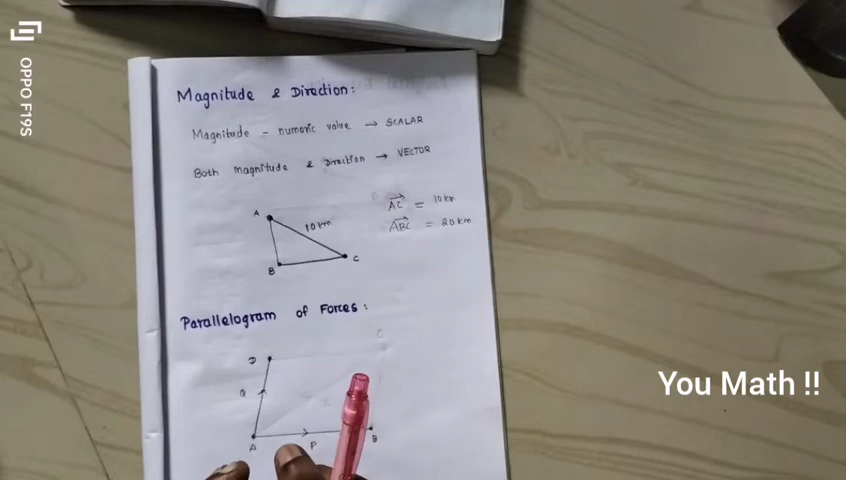 OPPO F19S
Magnitude & Direction:
Magnitude - numeric value → SCALAR
Both magnitude & Direction → VECTOR
A
10 km
B
C
AC = 10 km
ABC = 20 km
Parallelogram of Forces:
D
C
Q
A
P
B
You Math !!